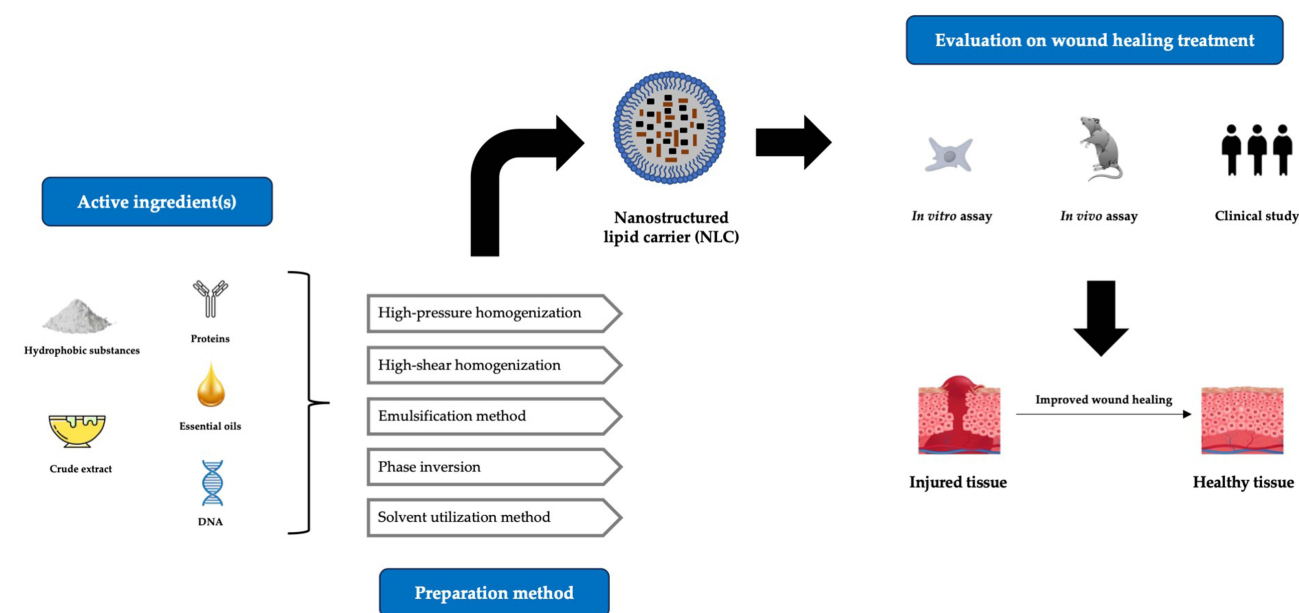 Active ingredient(s)
Hydrophobic substances
Proteins
Essential oils
Crude extract
DNA
High-pressure homogenization
High-shear homogenization
Emulsification method
Phase inversion
Solvent utilization method
Preparation method
Nanostructured
lipid carrier (NLC)
Evaluation on wound healing treatment
In vitro assay
In vivo assay
Clinical study
Improved wound healing
Injured tissue
Healthy tissue